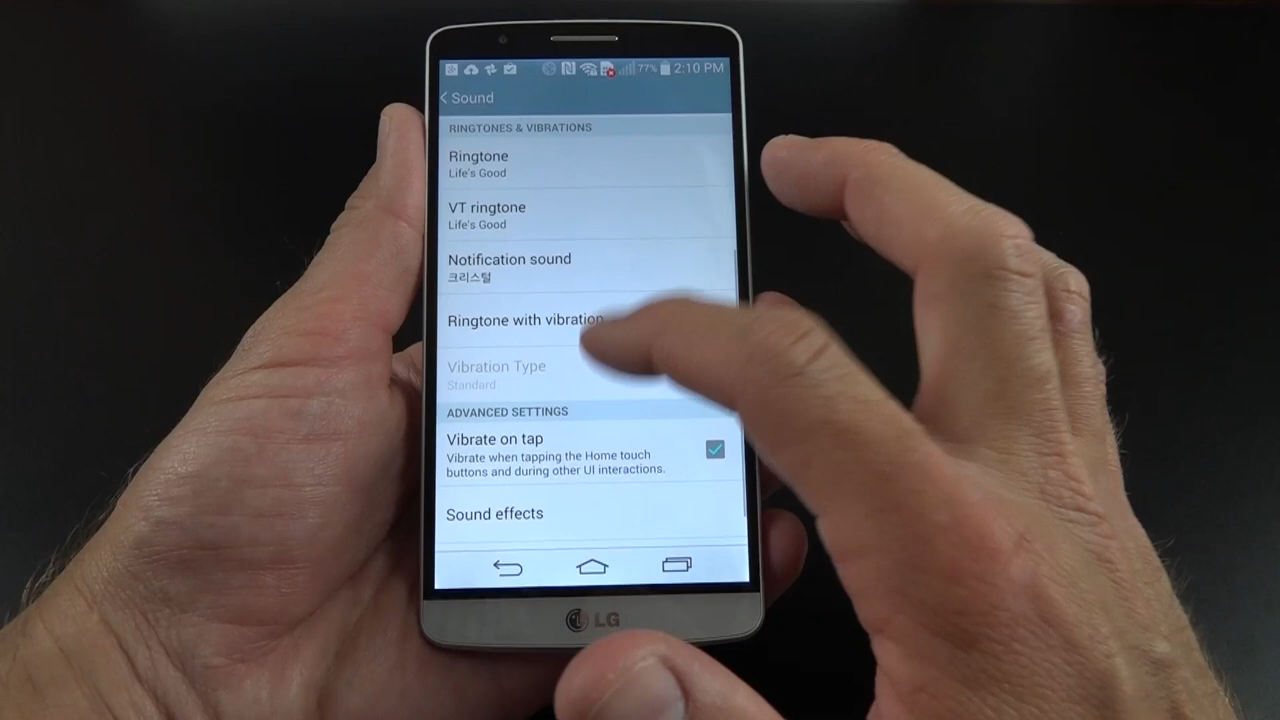 77% 2:10 PM
Sound
RINGTONES & VIBRATIONS
Ringtone
Life's Good
VT ringtone
Life's Good
Notification sound
크리스털
Ringtone with vibration
Vibration Type
Standard
ADVANCED SETTINGS
Vibrate on tap
Vibrate when tapping the Home touch
buttons and during other UI interactions.
Sound effects
LG